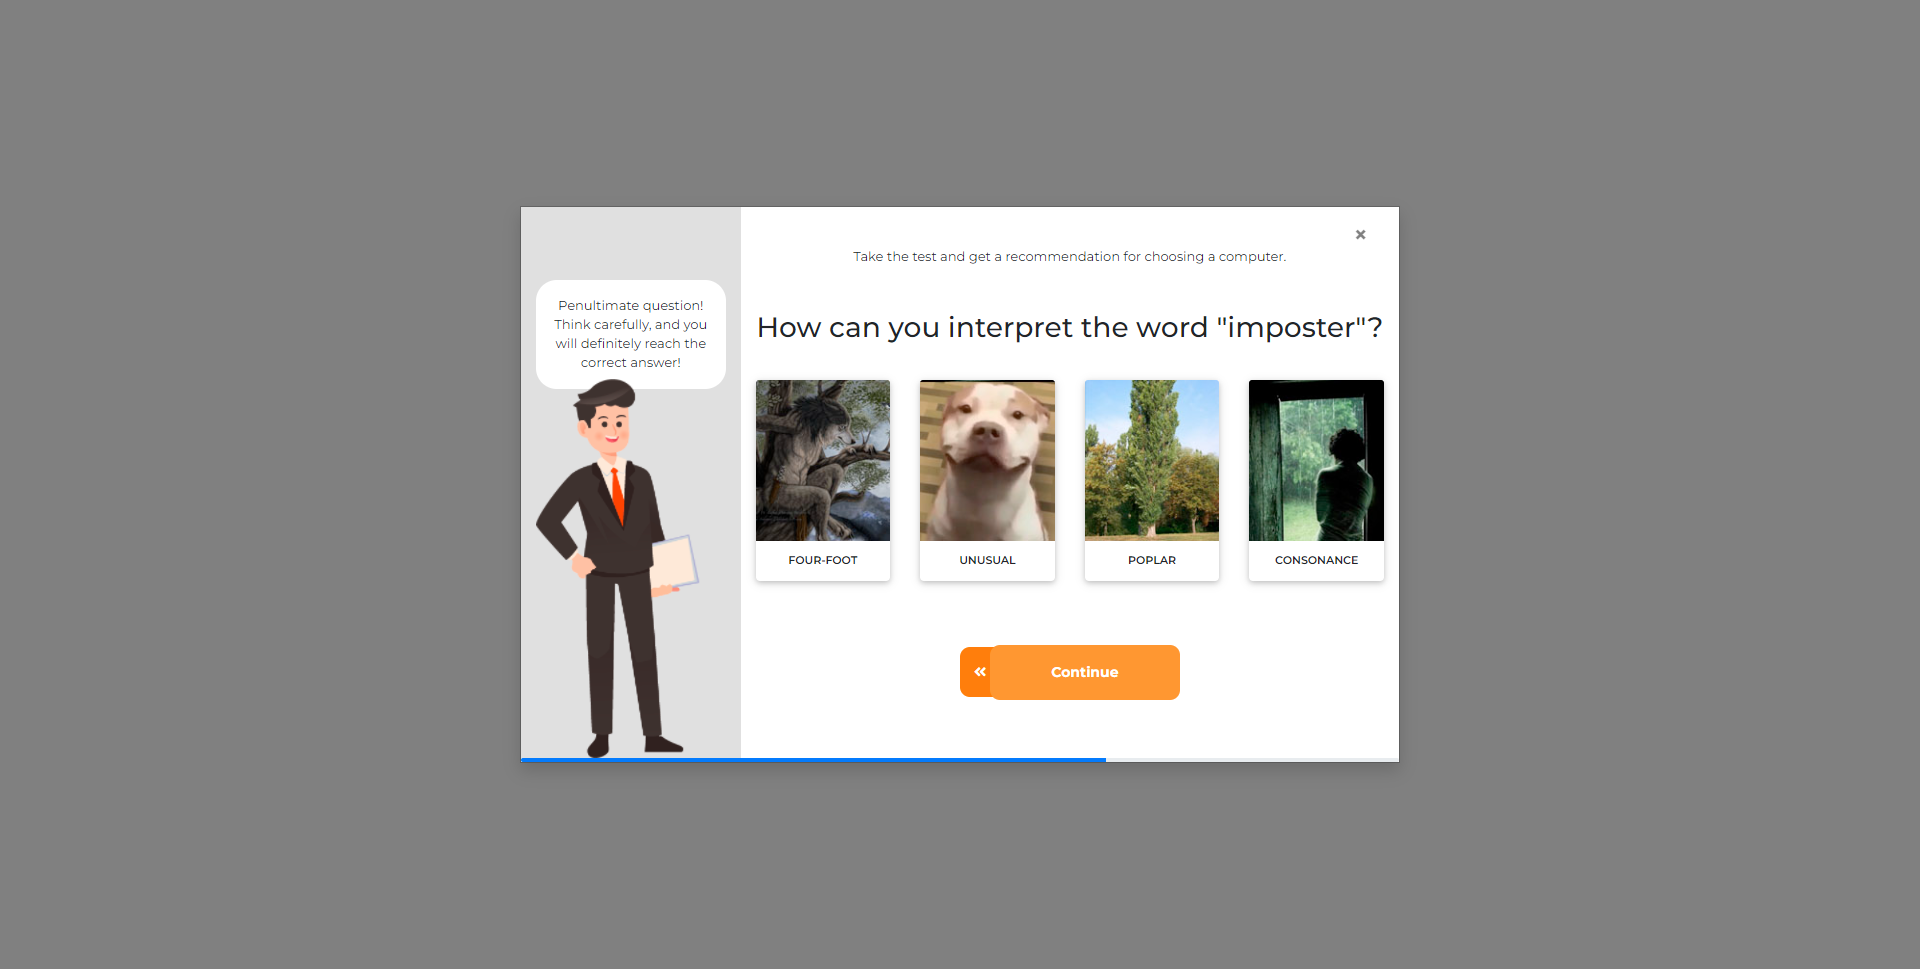 Penultimate question!
Think carefully, and you
will definitely reach the
correct answer!
×
Take the test and get a recommendation for choosing a computer.
How can you interpret the word "imposter"?
FOUR-FOOT
UNUSUAL
POPLAR
CONSONANCE
«
Continue